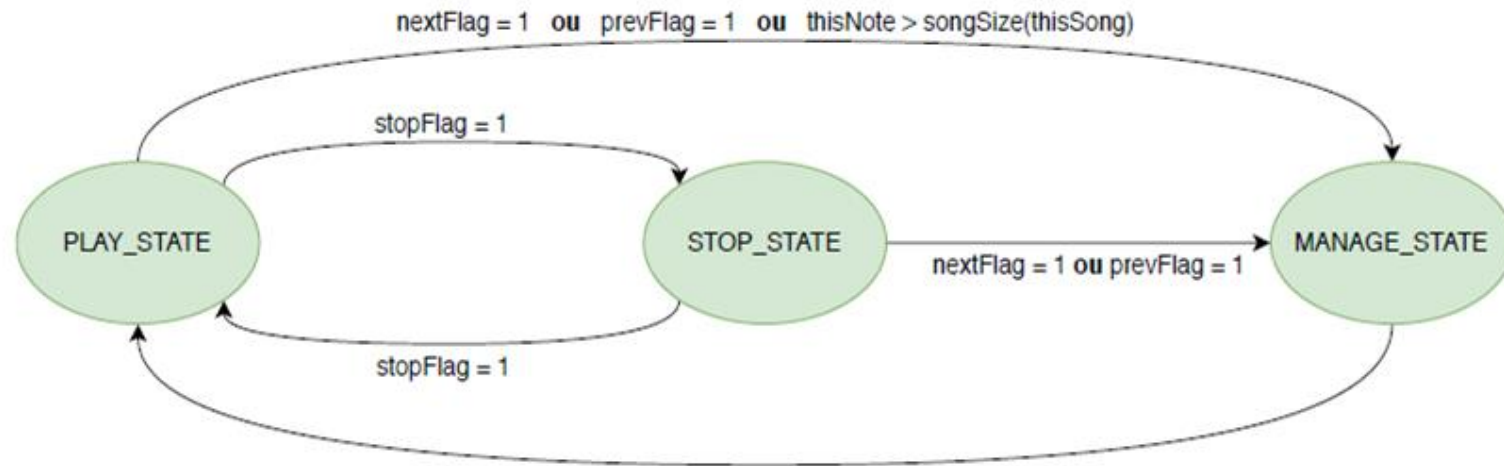 nextFlag = 1 ou prevFlag = 1 ou thisNote > songSize(thisSong)
stopFlag = 1
PLAY_STATE
STOP_STATE
MANAGE_STATE
nextFlag = 1 ou prevFlag = 1
stopFlag = 1